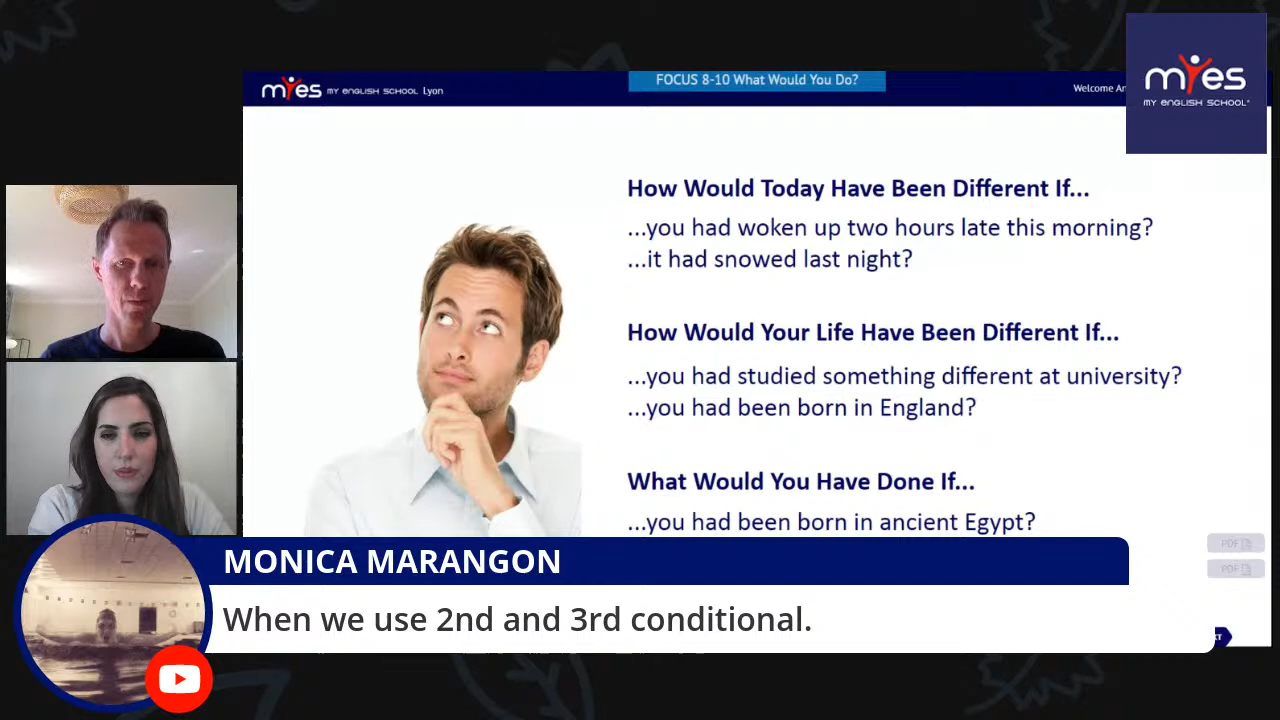 FOCUS 8-10 What Would You Do?
mYes MY ENGLISH SCHOOL Lyon
Welcome
mYes
MY ENGLISH SCHOOL
How Would Today Have Been Different If...
...you had woken up two hours late this morning?
...it had snowed last night?
How Would Your Life Have Been Different If...
...you had studied something different at university?
...you had been born in England?
What Would You Have Done If...
...you had been born in ancient Egypt?
PDF
PDF
MONICA MARANGON
When we use 2nd and 3rd conditional.